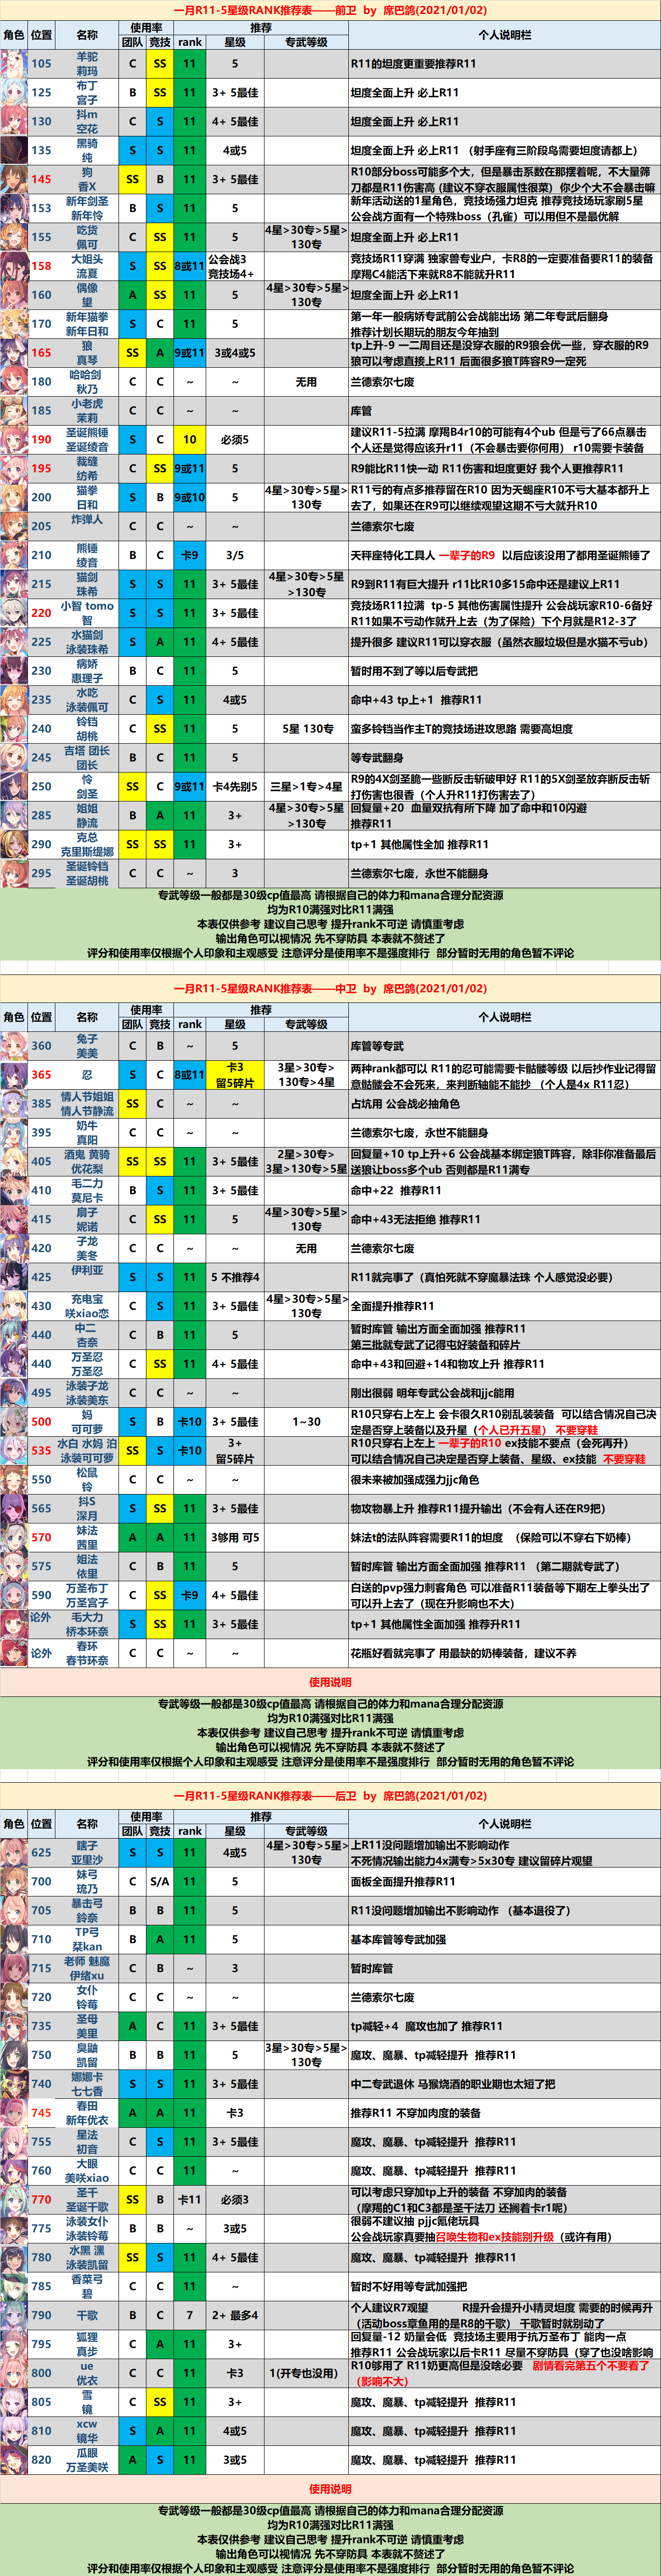 一月R11-5星级RANK推荐表——前卫 by 席巴鸽(2021/01/02)
角色 位置 名称 使用率 推荐 个人说明栏
团队 竞技 rank 星级 专武等级
105 羊驼 莉玛 C SS 11 5 R11的坦度更重要推荐R11
125 布丁 宫子 B SS 11 3+ 5最佳 坦度全面上升 必上R11
130 抖m 空花 C S 11 4+ 5最佳 坦度全面上升 必上R11
135 黑骑 纯 S S 11 4或5 坦度全面上升 必上R11 （射手座有三阶段鸟需要坦度请都上）
145 狗 香X SS B 11 3+ 5最佳 R10部分boss可能多个大，但是暴击系数在那摆着呢，不大量筛
刀都是R11伤害高 (建议不穿衣服属性很菜）你少个大不会暴击嘛
153 新年剑圣 新年怜 B S 11 5 新年活动送的1星角色，竞技场强力坦克 推荐竞技场玩家刷5星
公会战方面有一个特殊boss（孔雀）可以用但不是最优解
155 吃货 佩可 C SS 11 5 4星>30专>5星>
130专 坦度全面上升 必上R11
158 大姐头 流夏 S SS 8或11 公会战3
竞技场4+ 竞技场R11穿满 独家兽专业户，卡R8的一定要准备要R11的装备
摩羯C4能活下来就R8不能就升R11
160 偶像 望 A SS 11 5 4星>30专>5星>
130专 坦度全面上升 必上R11
170 新年猫拳 新年日和 S C 11 5 第一年一般病娇专武前公会战能出场 第二年专武后翻身
推荐计划长期玩的朋友今年抽到
165 狼 真琴 SS A 9或11 3或4或5 tp上升-9 一二周目还是没穿衣服的R9狼会优一些，穿衣服的R9
狼可以考虑直接上R11 后面很多狼T阵容R9一定死
180 哈哈剑 秋乃 C C ~ ~ 无用 兰德索尔七废
185 小老虎 茉莉 C C ~ ~ 库管
190 圣诞熊锤 圣诞绫音 S C 10 必须5 建议R11-5拉满 摩羯B4r10的可能有4个ub 但是亏了66点暴击
个人还是觉得应该升r11（不会暴击要你何用） r10需要卡装备
195 裁缝 纺希 C SS 9或11 5 R9能比R11快一动 R11伤害和坦度更好 我个人更推荐R11
200 猫拳 日和 S B 9或10 5 4星>30专>5星>
130专 R11亏的有点多推荐留在R10 因为天蝎座R10不亏大基本都升上
去了，如果还在R9可以继续观望这期不亏大就升R10
205 炸弹人 C C ~ ~ 兰德索尔七废
210 熊锤 绫音 B C 卡9 3/5 天秤座特化工具人 一辈子的R9 以后应该没用了都用圣诞熊锤了
215 猫剑 珠希 S S 11 3+ 5最佳 4星>30专>5星
>130专 R9到R11有巨大提升 r11比R10多15命中还是建议上R11
220 小智 tomo 智 S S 11 3+ 5最佳 竞技场R11拉满 tp-5 其他伤害属性提升 公会战玩家R10-6备好
R11如果不亏动作就升上去（为了保险）下个月就是R12-3了
225 水猫剑 泳装珠希 S A 11 4+ 5最佳 提升很多 建议R11可以穿衣服（虽然衣服垃圾但是水猫不亏ub）
230 病娇 惠理子 B C 11 5 暂时用不到了等以后专武把
235 水吃 泳装佩可 C S 11 4或5 命中+43 tp上+1 推荐R11
240 铃铛 胡桃 C SS 11 5 5星 130专 蛮多铃铛当作主T的竞技场进攻思路 需要高坦度
245 吉塔 团长 团长 B C 11 5 等专武翻身
250 怜 剑圣 SS C 9或11 卡4先别5 三星>1专>4星 R9的4X剑圣脆一些断反击斩破甲好 R11的5X剑圣放弃断反击斩
打伤害也很香（个人升R11打伤害去了）
285 姐姐 静流 B A 11 3+ 4星>30专>5星
>130专 回复量+20 血量双抗有所下降 加了命中和10闪避
推荐R11
290 克总 克里斯缇娜 SS SS 11 3+ tp+1 其他属性全加 推荐R11
295 圣诞铃铛 圣诞胡桃 C C ~ 3 兰德索尔七废，永世不能翻身
专武等级一般都是30级cp值最高 请根据自己的体力和mana合理分配资源
均为R10满强对比R11满强
本表仅供参考 建议自己思考 提升rank不可逆 请慎重考虑
输出角色可以视情况 先不穿防具 本表就不赘述了
评分和使用率仅根据个人印象和主观感受 注意评分是使用率不是强度排行 部分暂时无用的角色暂不评论
一月R11-5星级RANK推荐表——中卫 by 席巴鸽(2021/01/02)
角色 位置 名称 使用率 推荐 个人说明栏
团队 竞技 rank 星级 专武等级
360 兔子 美美 C B ~ 5 库管等专武
365 忍 S C 8或11 卡3
留5碎片 3星>30专>
130专>4星 两种rank都可以 R11的忍可能需要卡骷髅等级 以后抄作业记得留
意骷髅会不会死来，来判断轴能不能抄 （个人是4x R11忍）
385 情人节姐姐 情人节静流 SS C ~ ~ 占坑用 公会战必抽角色
395 奶牛 真阳 C C ~ ~ 兰德索尔七废，永世不能翻身
405 酒鬼 黄骑 优花梨 SS SS 11 3+ 5最佳 2星>30专>
3星>130专>5星 回复量+10 tp上升+6 公会战基本绑定狼T阵容，除非你准备最后
送狼让boss多个ub 否则都是R11满专
410 毛二力 莫尼卡 B S 11 3+ 5最佳 命中+22 推荐R11
415 扇子 妮诺 C SS 11 5 4星>30专>5星>
130专 命中+43无法拒绝 推荐R11
420 子龙 美冬 C C ~ ~ 无用 兰德索尔七废
425 伊利亚 S S 11 5 不推荐4 R11就完事了（真怕死就不穿魔暴法珠 个人感觉没必要）
430 充电宝 咲xiao恋 C S 11 3+ 5最佳 4星>30专>5星>
130专 全面提升推荐R11
440 中二 杏奈 C B 11 5 暂时库管 输出方面全面加强 推荐R11
第三批就专武了记得屯好装备和碎片
440 万圣忍 万圣忍 C SS 11 4+ 5最佳 命中+43和回避+14和物攻上升 推荐R11
495 泳装子龙 泳装美东 C C ~ ~ 刚出很弱 明年专武公会战和jjc能用
500 妈 可可萝 S B 卡10 3+ 5最佳 1~30 R10只穿右上左上 会卡很久R10别乱装装备 可以结合情况自己决
定是否穿上装备以及升星（个人已升五星） 不要穿鞋
535 水白 水妈 泊 泳装可可萝 SS S 卡10 3+
留5碎片 R10只穿右上左上 一辈子的R10 ex技能不要点（会死再升）
可以结合情况自己决定是否穿上装备、星级、ex技能 不要穿鞋
550 松鼠 铃 C C ~ ~ 很未来被加强成强力jjc角色
565 抖S 深月 S SS 11 3+ 5最佳 物攻物暴上升 推荐R11提升输出（不会有人还在R9把）
570 妹法 茜里 A A 11 3够用 可5 妹法t的法队阵容需要R11的坦度 （保险可以不穿右下奶棒）
575 姐法 依里 C B 11 5 暂时库管 输出方面全面加强 推荐R11 （第二期就专武了）
590 万圣布丁 万圣宫子 C SS 卡9 4+ 5最佳 白送的pvp强力刺客角色 可以准备R11装备等下期左上拳头出了
可以升上去了（现在升影响也不大）
论外 毛大力 桥本环奈 S SS 11 3+ 5最佳 tp+1 其他属性全面加强 推荐升R11
论外 春环 春节环奈 C C ~ ~ 花瓶好看就完事了 用最缺的奶棒装备，建议不养
使用说明
专武等级一般都是30级cp值最高 请根据自己的体力和mana合理分配资源
均为R10满强对比R11满强
本表仅供参考 建议自己思考 提升rank不可逆 请慎重考虑
输出角色可以视情况 先不穿防具 本表就不赘述了
评分和使用率仅根据个人印象和主观感受 注意评分是使用率不是强度排行 部分暂时无用的角色暂不评论
一月R11-5星级RANK推荐表——后卫 by 席巴鸽(2021/01/02)
角色 位置 名称 使用率 推荐 个人说明栏
团队 竞技 rank 星级 专武等级
625 瞎子 亚里沙 S S 11 4或5 4星>30专>5星>
130专 上R11没问题增加输出不影响动作
不死情况输出能力4x满专>5x30专 建议留碎片观望
700 妹弓 琉乃 C S/A 11 5 面板全面提升推荐R11
705 暴击弓 鈴奈 B B 11 5 R11没问题增加输出不影响动作 （基本退役了）
710 TP弓 栞kan B A 11 5 基本库管等专武加强
715 老师 魅魔 伊绪xu C B ~ 3 暂时库管
720 女仆 铃莓 C C ~ ~ 兰德索尔七废
735 圣母 美里 A C 11 3+ 5最佳 tp减轻+4 魔攻也加了 推荐R11
750 臭鼬 凯留 B B 11 5 3星>30专>5星>
130专 魔攻、魔暴、tp减轻提升 推荐R11
740 娜娜卡 七七香 S S 11 3+ 5最佳 中二专武退休 马猴烧酒的职业期也太短了把
745 春田 新年优衣 A A 11 卡3 推荐R11 不穿加肉度的装备
755 星法 初音 C S 11 3+ 5最佳 魔攻、魔暴、tp减轻提升 推荐R11
760 大眼 美咲xiao C C 11 ~ 魔攻、魔暴、tp减轻提升 推荐R11
770 圣千 圣诞千歌 SS B 卡11 必须3 可以考虑只穿加tp上升的装备 不穿加肉的装备
（摩羯的C1和C3都是圣千法刀 还搁着卡r1呢）
775 泳装女仆 泳装铃莓 B B ~ 3或5 很弱不建议抽 pjjc氪佬玩具
公会战玩家真要抽召唤生物和ex技能别升级（或许有用）
780 水黑 潶 泳装凯留 SS S 11 4+ 5最佳 魔攻、魔暴、tp减轻提升 推荐R11
785 香菜弓 碧 C C 11 ~ 暂时不好用等专武加强把
790 千歌 B C 7 2+ 最多4 个人建议R7观望 R提升会提升小精灵坦度 需要的时候再升
（活动boss章鱼用的是R8的千歌） 千歌暂时就别动了
795 狐狸 真步 C A 11 3+ 回复量-12 奶量会低 竞技场主要用于抗万圣布丁 能肉一点
推荐R11 公会战玩家以后卡R11 尽量不穿防具（穿了也没啥影响
800 ue 优衣 C C 11 卡3 1(开专也没用) R10够用了 R11奶更高但是没啥必要 剧情看完第五个不要看了
（影响不大）
805 雪 镜 C SS 11 3+ 魔攻、魔暴、tp减轻提升 推荐R11
810 xcw 镜华 S A 11 4或5 魔攻、魔暴、tp减轻提升 推荐R11
820 瓜眼 万圣美咲 A S 11 3或5 魔攻、魔暴、tp减轻提升 推荐R11
使用说明
专武等级一般都是30级cp值最高 请根据自己的体力和mana合理分配资源
均为R10满强对比R11满强
本表仅供参考 建议自己思考 提升rank不可逆 请慎重考虑
输出角色可以视情况 先不穿防具 本表就不赘述了
评分和使用率仅根据个人印象和主观感受 注意评分是使用率不是强度排行 部分暂时无用的角色暂不评论